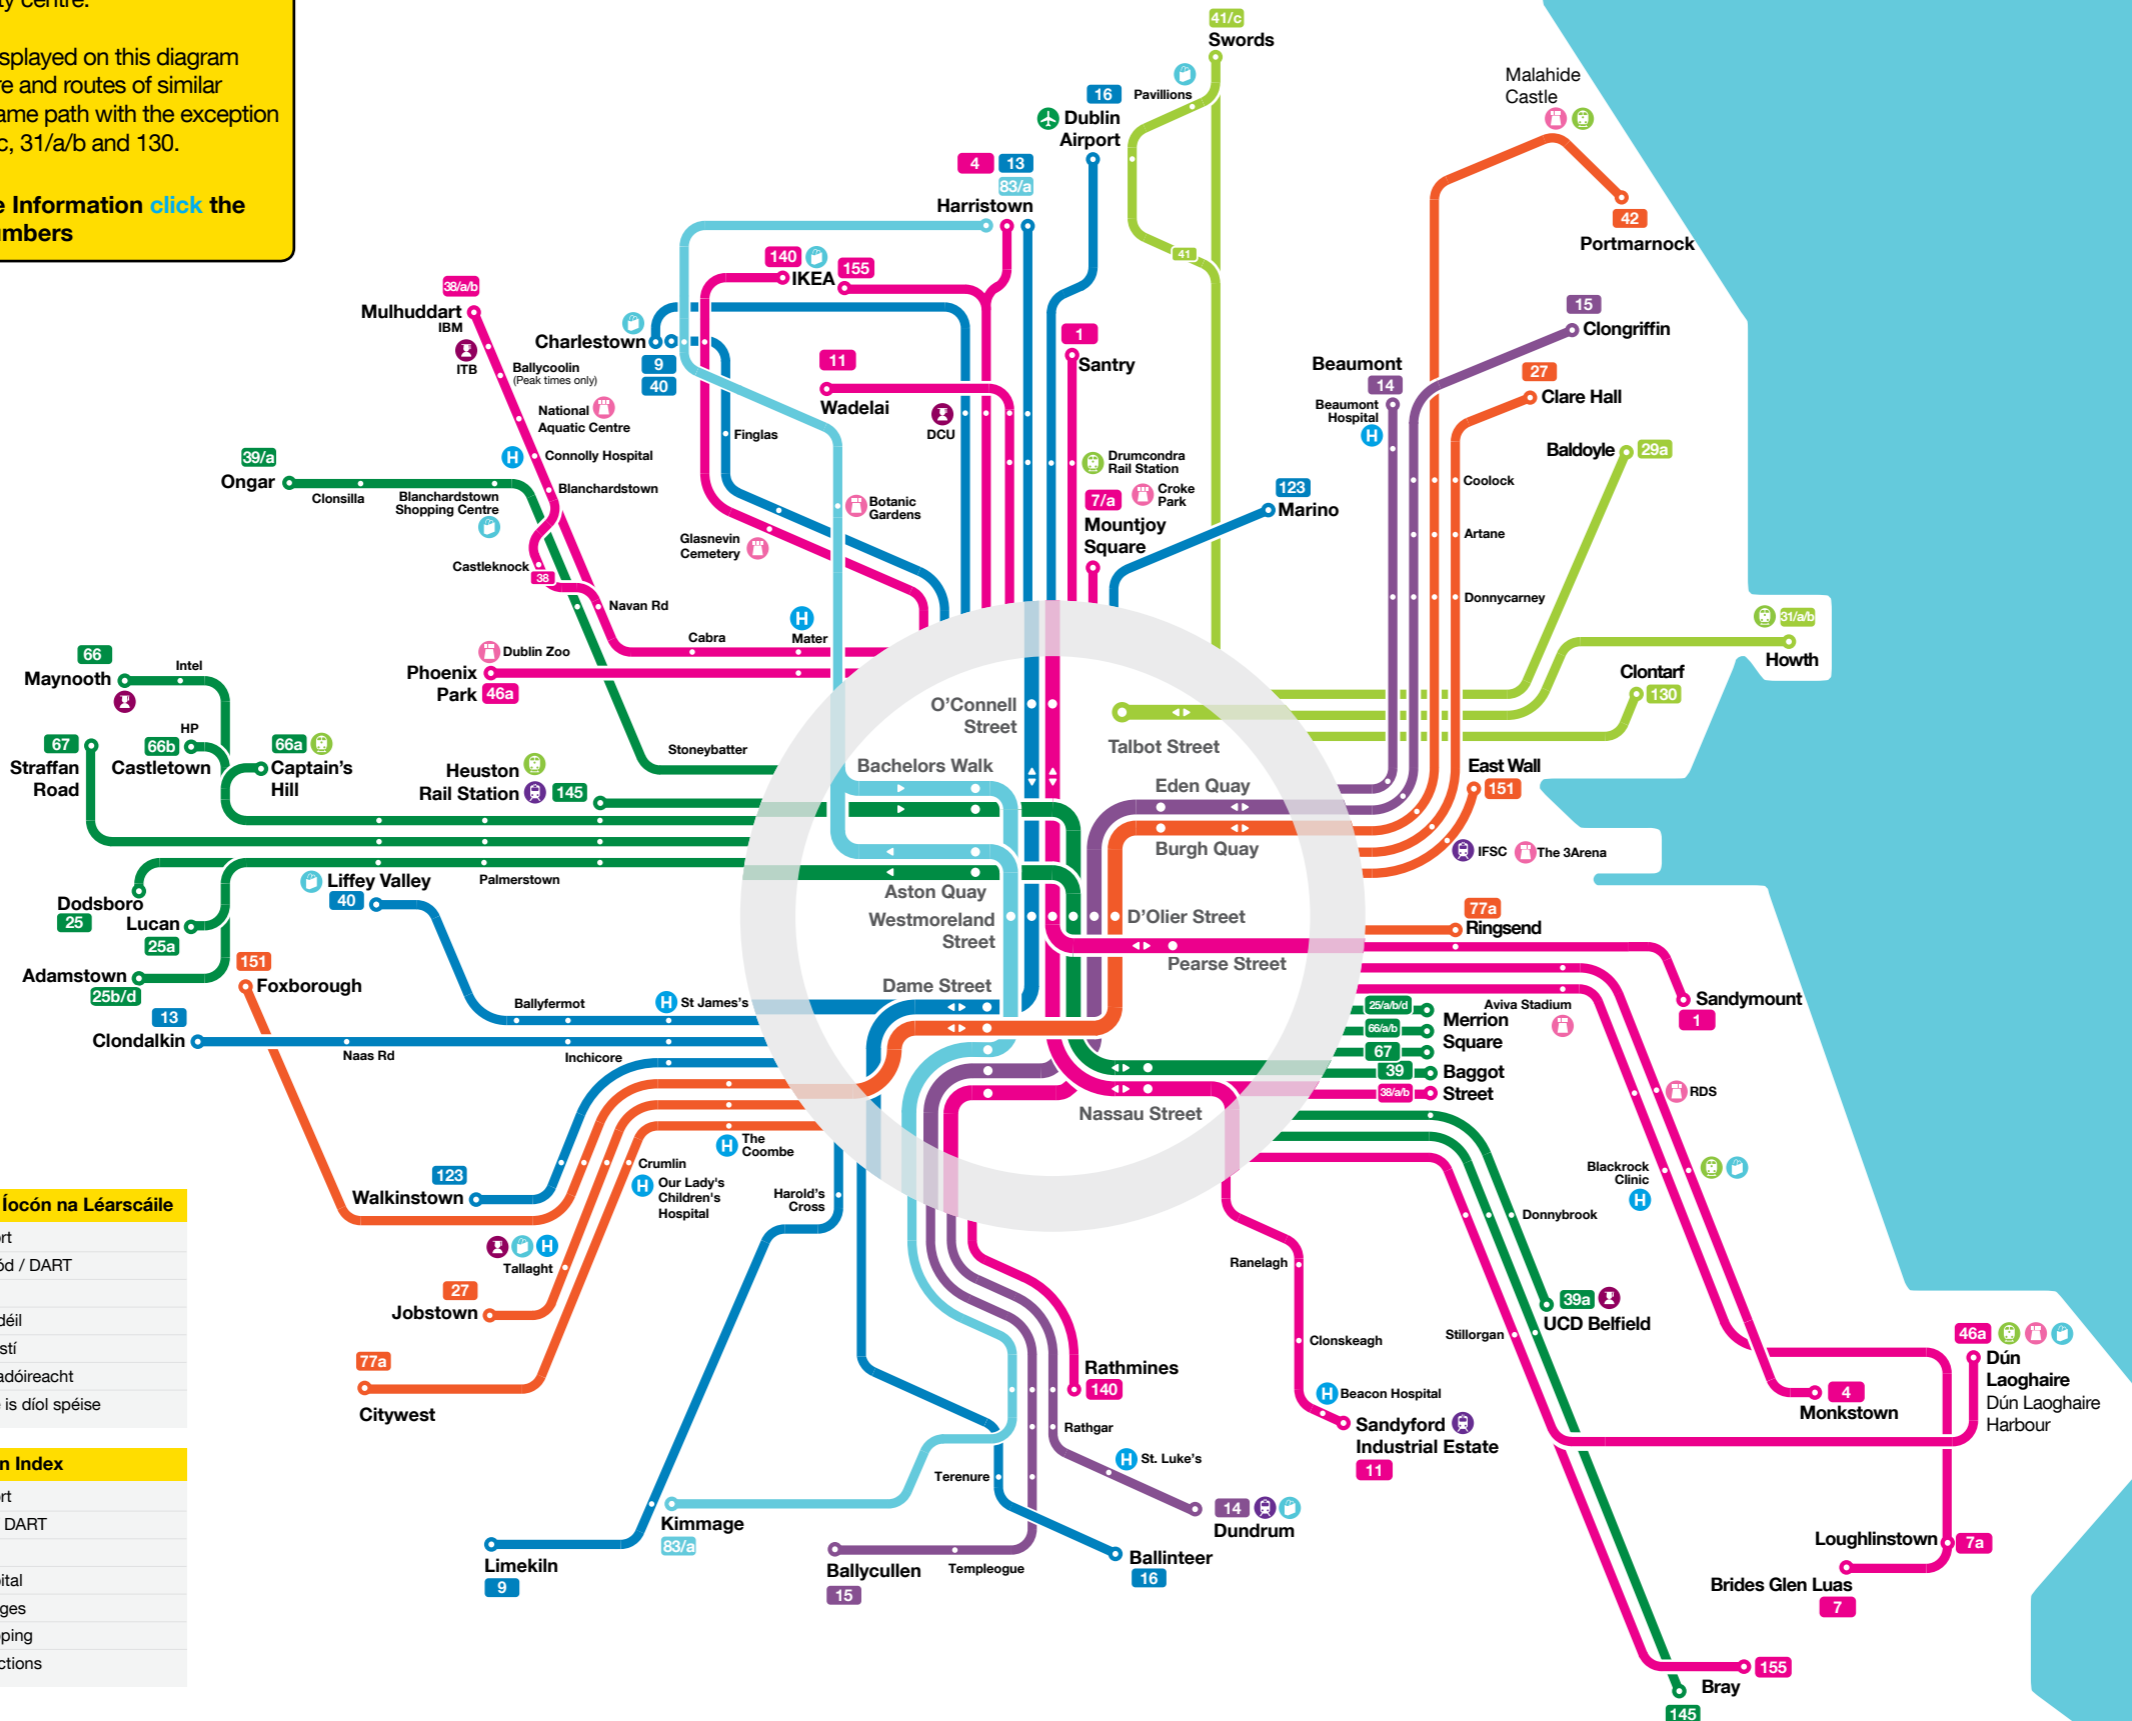 ty centre.
splayed on this diagram
re and routes of similar
ame path with the exception
c, 31/a/b and 130.
e Information click the
umbers
41/c
Swords
Pavillions
16
Dublin
Airport
4 13
83/a
Harristown
41
Malahide
Castle
42
Portmarnock
140
IKEA
155
38/a/b
Mulhuddart
IBM
ITB
Ballycoolin
(Peak times only)
National
Aquatic Centre
Connolly Hospital
Blanchardstown
Charlestown
9
40
11
Wadelai
1
Santry
DCU
Finglas
Drumcondra
Rail Station
Croke
Park
7/a
Mountjoy
Square
Botanic
Gardens
Glasnevin
Cemetery
15
Clongriffin
Beaumont
14
Beaumont
Hospital
27
Clare Hall
Baldoyle 29a
Coolock
Artane
Donnycarney
123
Marino
39/a
Ongar
Clonsilla
Blanchardstown
Shopping Centre
Castleknock
38
Navan Rd
Cabra
Mater
Dublin Zoo
Phoenix
Park 46a
31/a/b
Howth
Clontarf
130
66
Maynooth
Intel
HP
67
Straffan
Road
66b
Castletown
66a
Captain's
Hill
Heuston
Rail Station 145
Stoneybatter
O'Connell
Street
Talbot Street
Bachelors Walk
Eden Quay
Burgh Quay
Aston Quay
Westmoreland
Street
D'Olier Street
Pearse Street
Dame Street
Nassau Street
East Wall
151
IFSC
The 3Arena
77a
Ringsend
Sandymount
1
Dodsboro
25
Lucan
25a
Adamstown
25b/d
Liffey Valley
40
Palmerstown
151
Foxborough
13
Clondalkin
Ballyfermot
St James's
Naas Rd
Inchicore
25/a/b/d
66/a/b
67
Merrion
Square
39
38/a/b
Baggot
Street
Aviva Stadium
RDS
Blackrock
Clinic
Donnybrook
The
Coombe
Crumlin
Our Lady's
Children's
Hospital
123
Walkinstown
Harold's
Cross
Tallaght
27
Jobstown
77a
Citywest
Ranelagh
Clonskeagh
Stillorgan
39a
UCD Belfield
Beacon Hospital
Sandyford
Industrial Estate
11
Rathmines
140
Rathgar
St. Luke's
Terenure
14
Dundrum
Kimmage
83/a
Limekiln
9
Ballycullen
15
Templeogue
Ballinteer
16
46a
Dún
Laoghaire
Dún Laoghaire
Harbour
4
Monkstown
Loughlinstown 7a
Brides Glen Luas
7
155
Bray
145
Íocón na Léarscáile
rt
ód / DART
déil
stí
adóireacht
e is díol spéise
n Index
rt
DART
ital
ges
pping
ctions